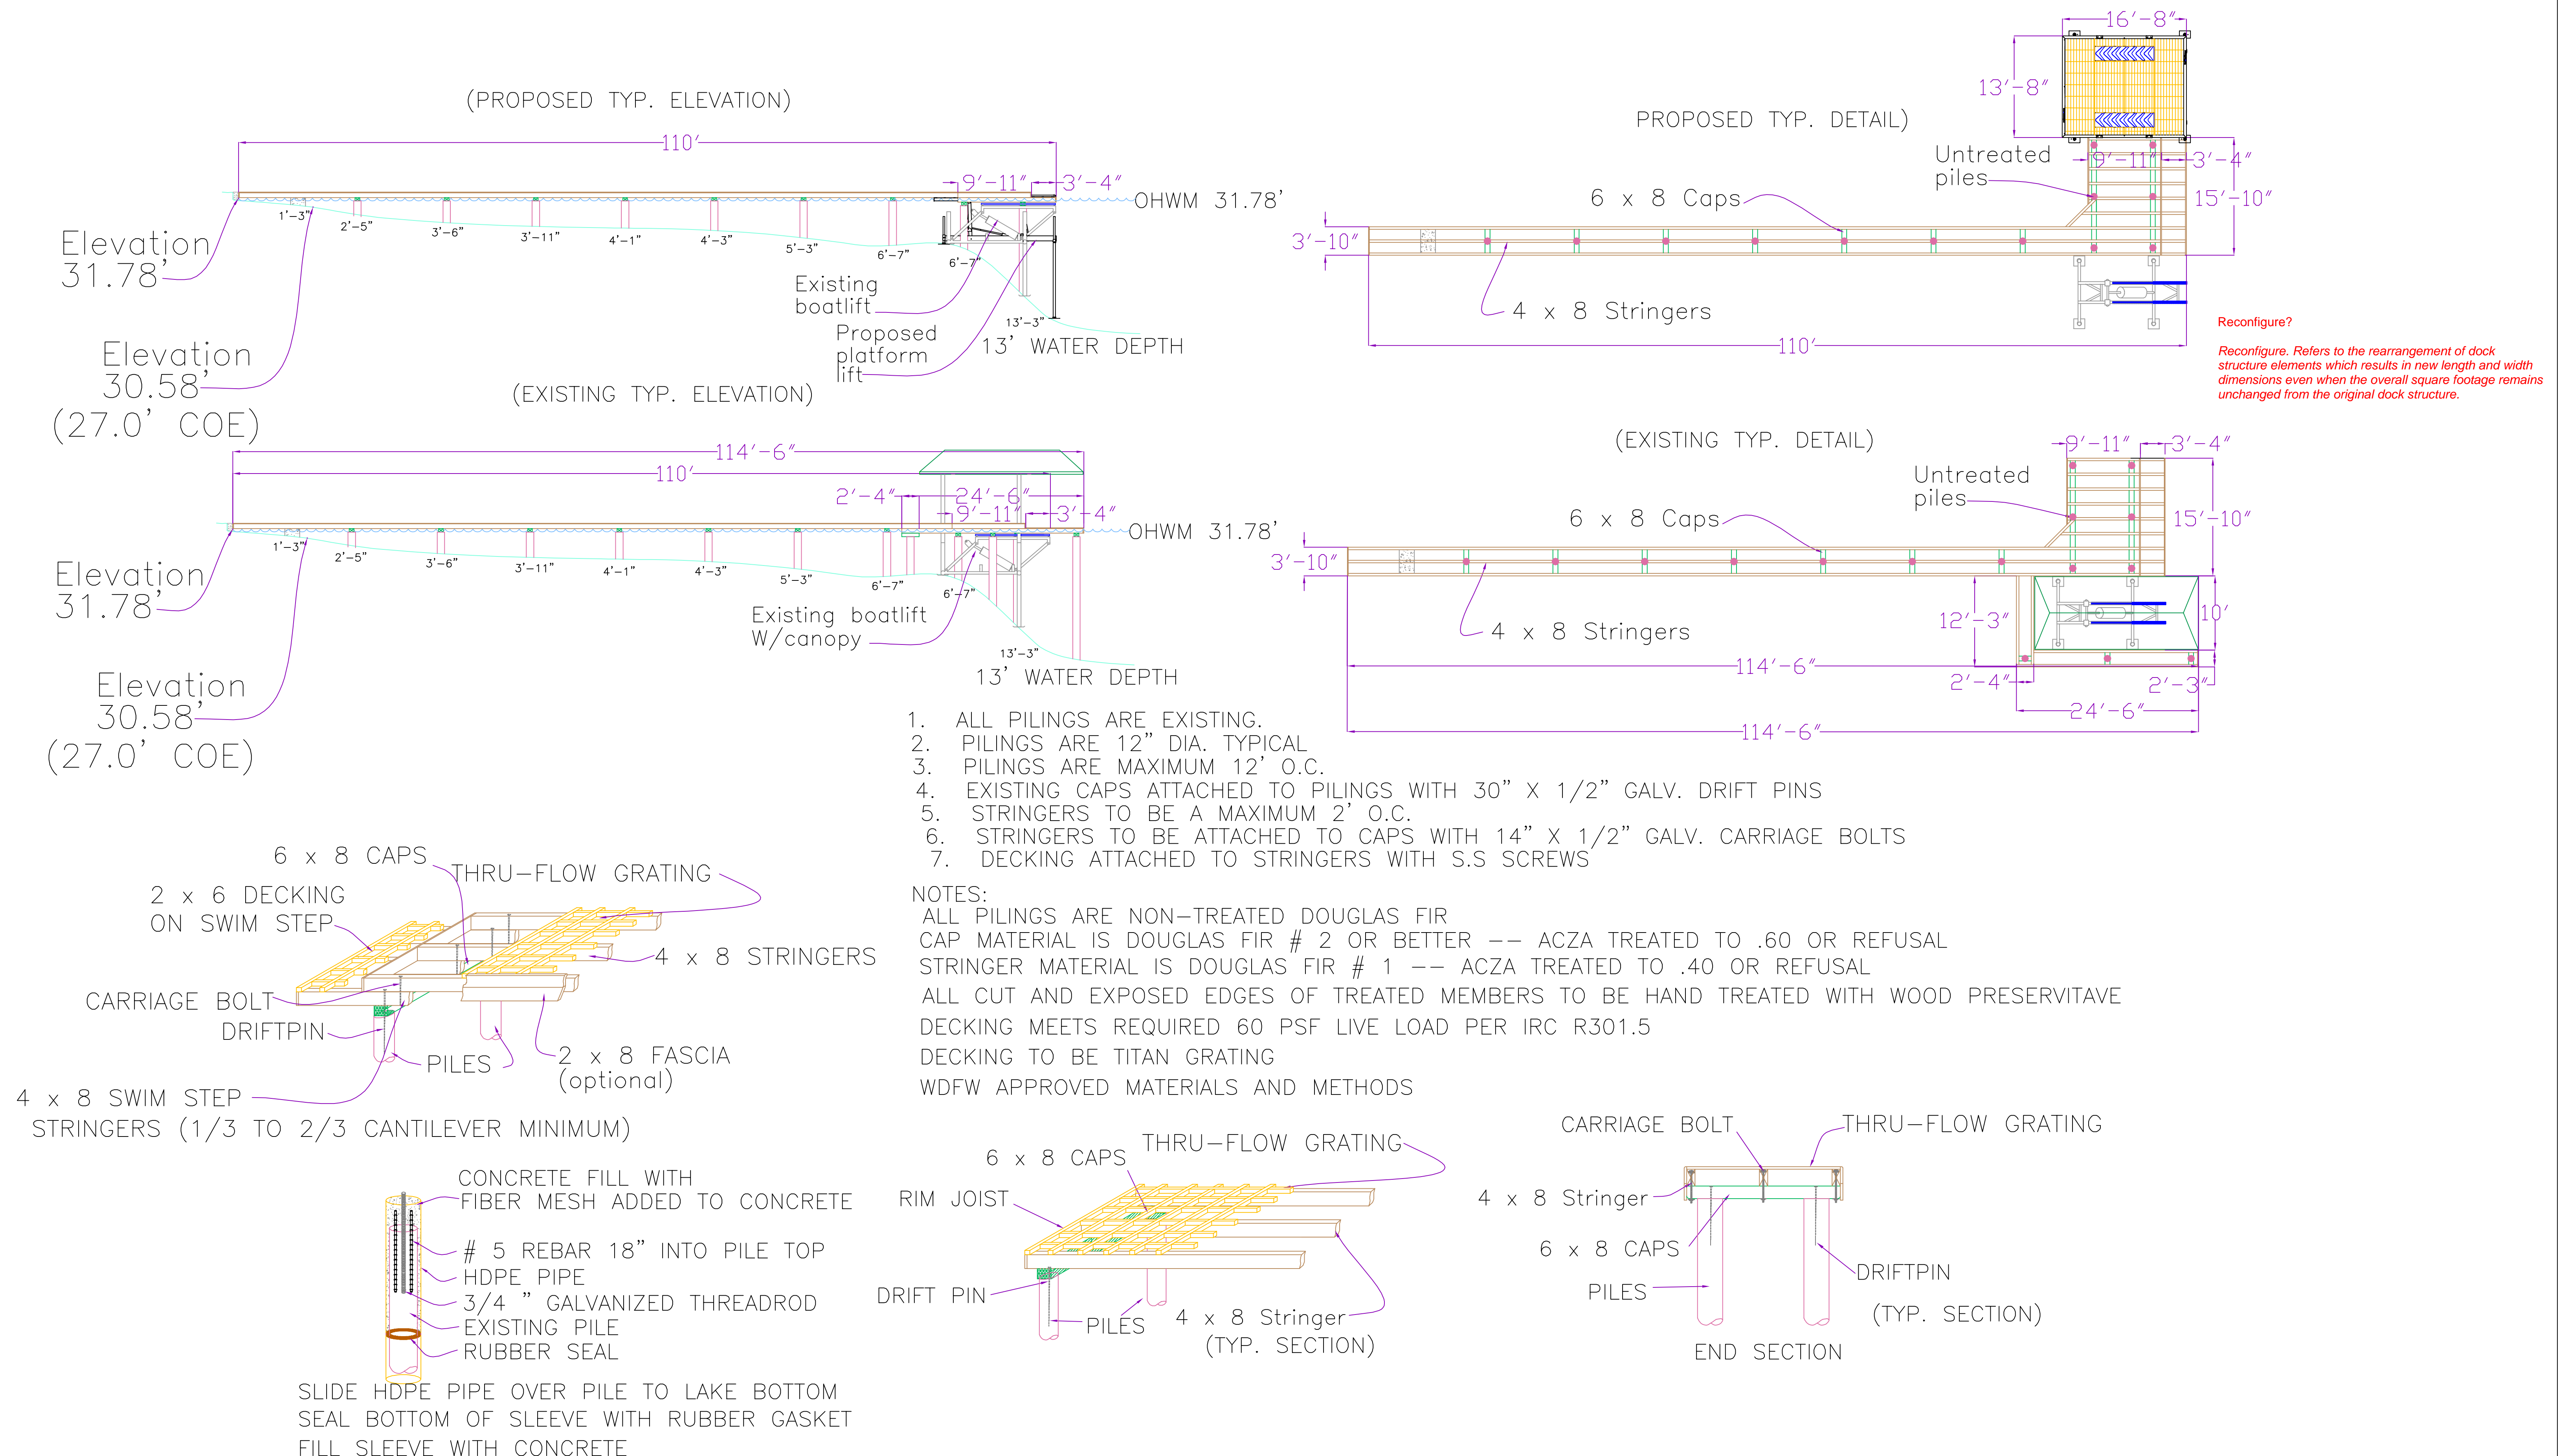 (PROPOSED TYP. ELEVATION)
110'
9'-11"
3'-4"
OHWM 31.78'
1'-3"
2'-5"
3'-6"
3'-11"
4'-1"
4'-3"
5'-3"
6'-7"
6'-7"
13'-3"
Elevation
31.78'
Elevation
30.58'
(27.0' COE)
Existing
boatlift
Proposed
platform
lift
13' WATER DEPTH
PROPOSED TYP. DETAIL)
16'-8"
13'-8"
Untreated
piles
9'-11"
3'-4"
15'-10"
6 x 8 Caps
3'-10"
4 x 8 Stringers
110'
Reconfigure?
Reconfigure. Refers to the rearrangement of dock
structure elements which results in new length and width
dimensions even when the overall square footage remains
unchanged from the original dock structure.
(EXISTING TYP. ELEVATION)
114'-6"
110'
2'-4"
24'-6"
9'-11"
3'-4"
OHWM 31.78'
1'-3"
2'-5"
3'-6"
3'-11"
4'-1"
4'-3"
5'-3"
6'-7"
6'-7"
13'-3"
Elevation
31.78'
Elevation
30.58'
(27.0' COE)
Existing boatlift
W/canopy
13' WATER DEPTH
(EXISTING TYP. DETAIL)
9'-11"
3'-4"
Untreated
piles
15'-10"
6 x 8 Caps
3'-10"
4 x 8 Stringers
12'-3"
10'
114'-6"
2'-4"
2'-3"
24'-6"
114'-6"
1. ALL PILINGS ARE EXISTING.
2. PILINGS ARE 12" DIA. TYPICAL
3. PILINGS ARE MAXIMUM 12' O.C.
4. EXISTING CAPS ATTACHED TO PILINGS WITH 30" X 1/2" GALV. DRIFT PINS
5. STRINGERS TO BE A MAXIMUM 2' O.C.
6. STRINGERS TO BE ATTACHED TO CAPS WITH 14" X 1/2" GALV. CARRIAGE BOLTS
7. DECKING ATTACHED TO STRINGERS WITH S.S SCREWS
NOTES:
ALL PILINGS ARE NON-TREATED DOUGLAS FIR
CAP MATERIAL IS DOUGLAS FIR # 2 OR BETTER -- ACZA TREATED TO .60 OR REFUSAL
STRINGER MATERIAL IS DOUGLAS FIR # 1 -- ACZA TREATED TO .40 OR REFUSAL
ALL CUT AND EXPOSED EDGES OF TREATED MEMBERS TO BE HAND TREATED WITH WOOD PRESERVITAVE
DECKING MEETS REQUIRED 60 PSF LIVE LOAD PER IRC R301.5
DECKING TO BE TITAN GRATING
WDFW APPROVED MATERIALS AND METHODS
6 x 8 CAPS
THRU-FLOW GRATING
2 x 6 DECKING
ON SWIM STEP
4 x 8 STRINGERS
CARRIAGE BOLT
DRIFTPIN
PILES
2 x 8 FASCIA
(optional)
4 x 8 SWIM STEP
STRINGERS (1/3 TO 2/3 CANTILEVER MINIMUM)
CONCRETE FILL WITH
FIBER MESH ADDED TO CONCRETE
# 5 REBAR 18" INTO PILE TOP
HDPE PIPE
3/4 " GALVANIZED THREADROD
EXISTING PILE
RUBBER SEAL
SLIDE HDPE PIPE OVER PILE TO LAKE BOTTOM
SEAL BOTTOM OF SLEEVE WITH RUBBER GASKET
FILL SLEEVE WITH CONCRETE
THRU-FLOW GRATING
6 x 8 CAPS
RIM JOIST
DRIFT PIN
PILES
4 x 8 Stringer
(TYP. SECTION)
CARRIAGE BOLT
THRU-FLOW GRATING
4 x 8 Stringer
6 x 8 CAPS
PILES
DRIFTPIN
(TYP. SECTION)
END SECTION